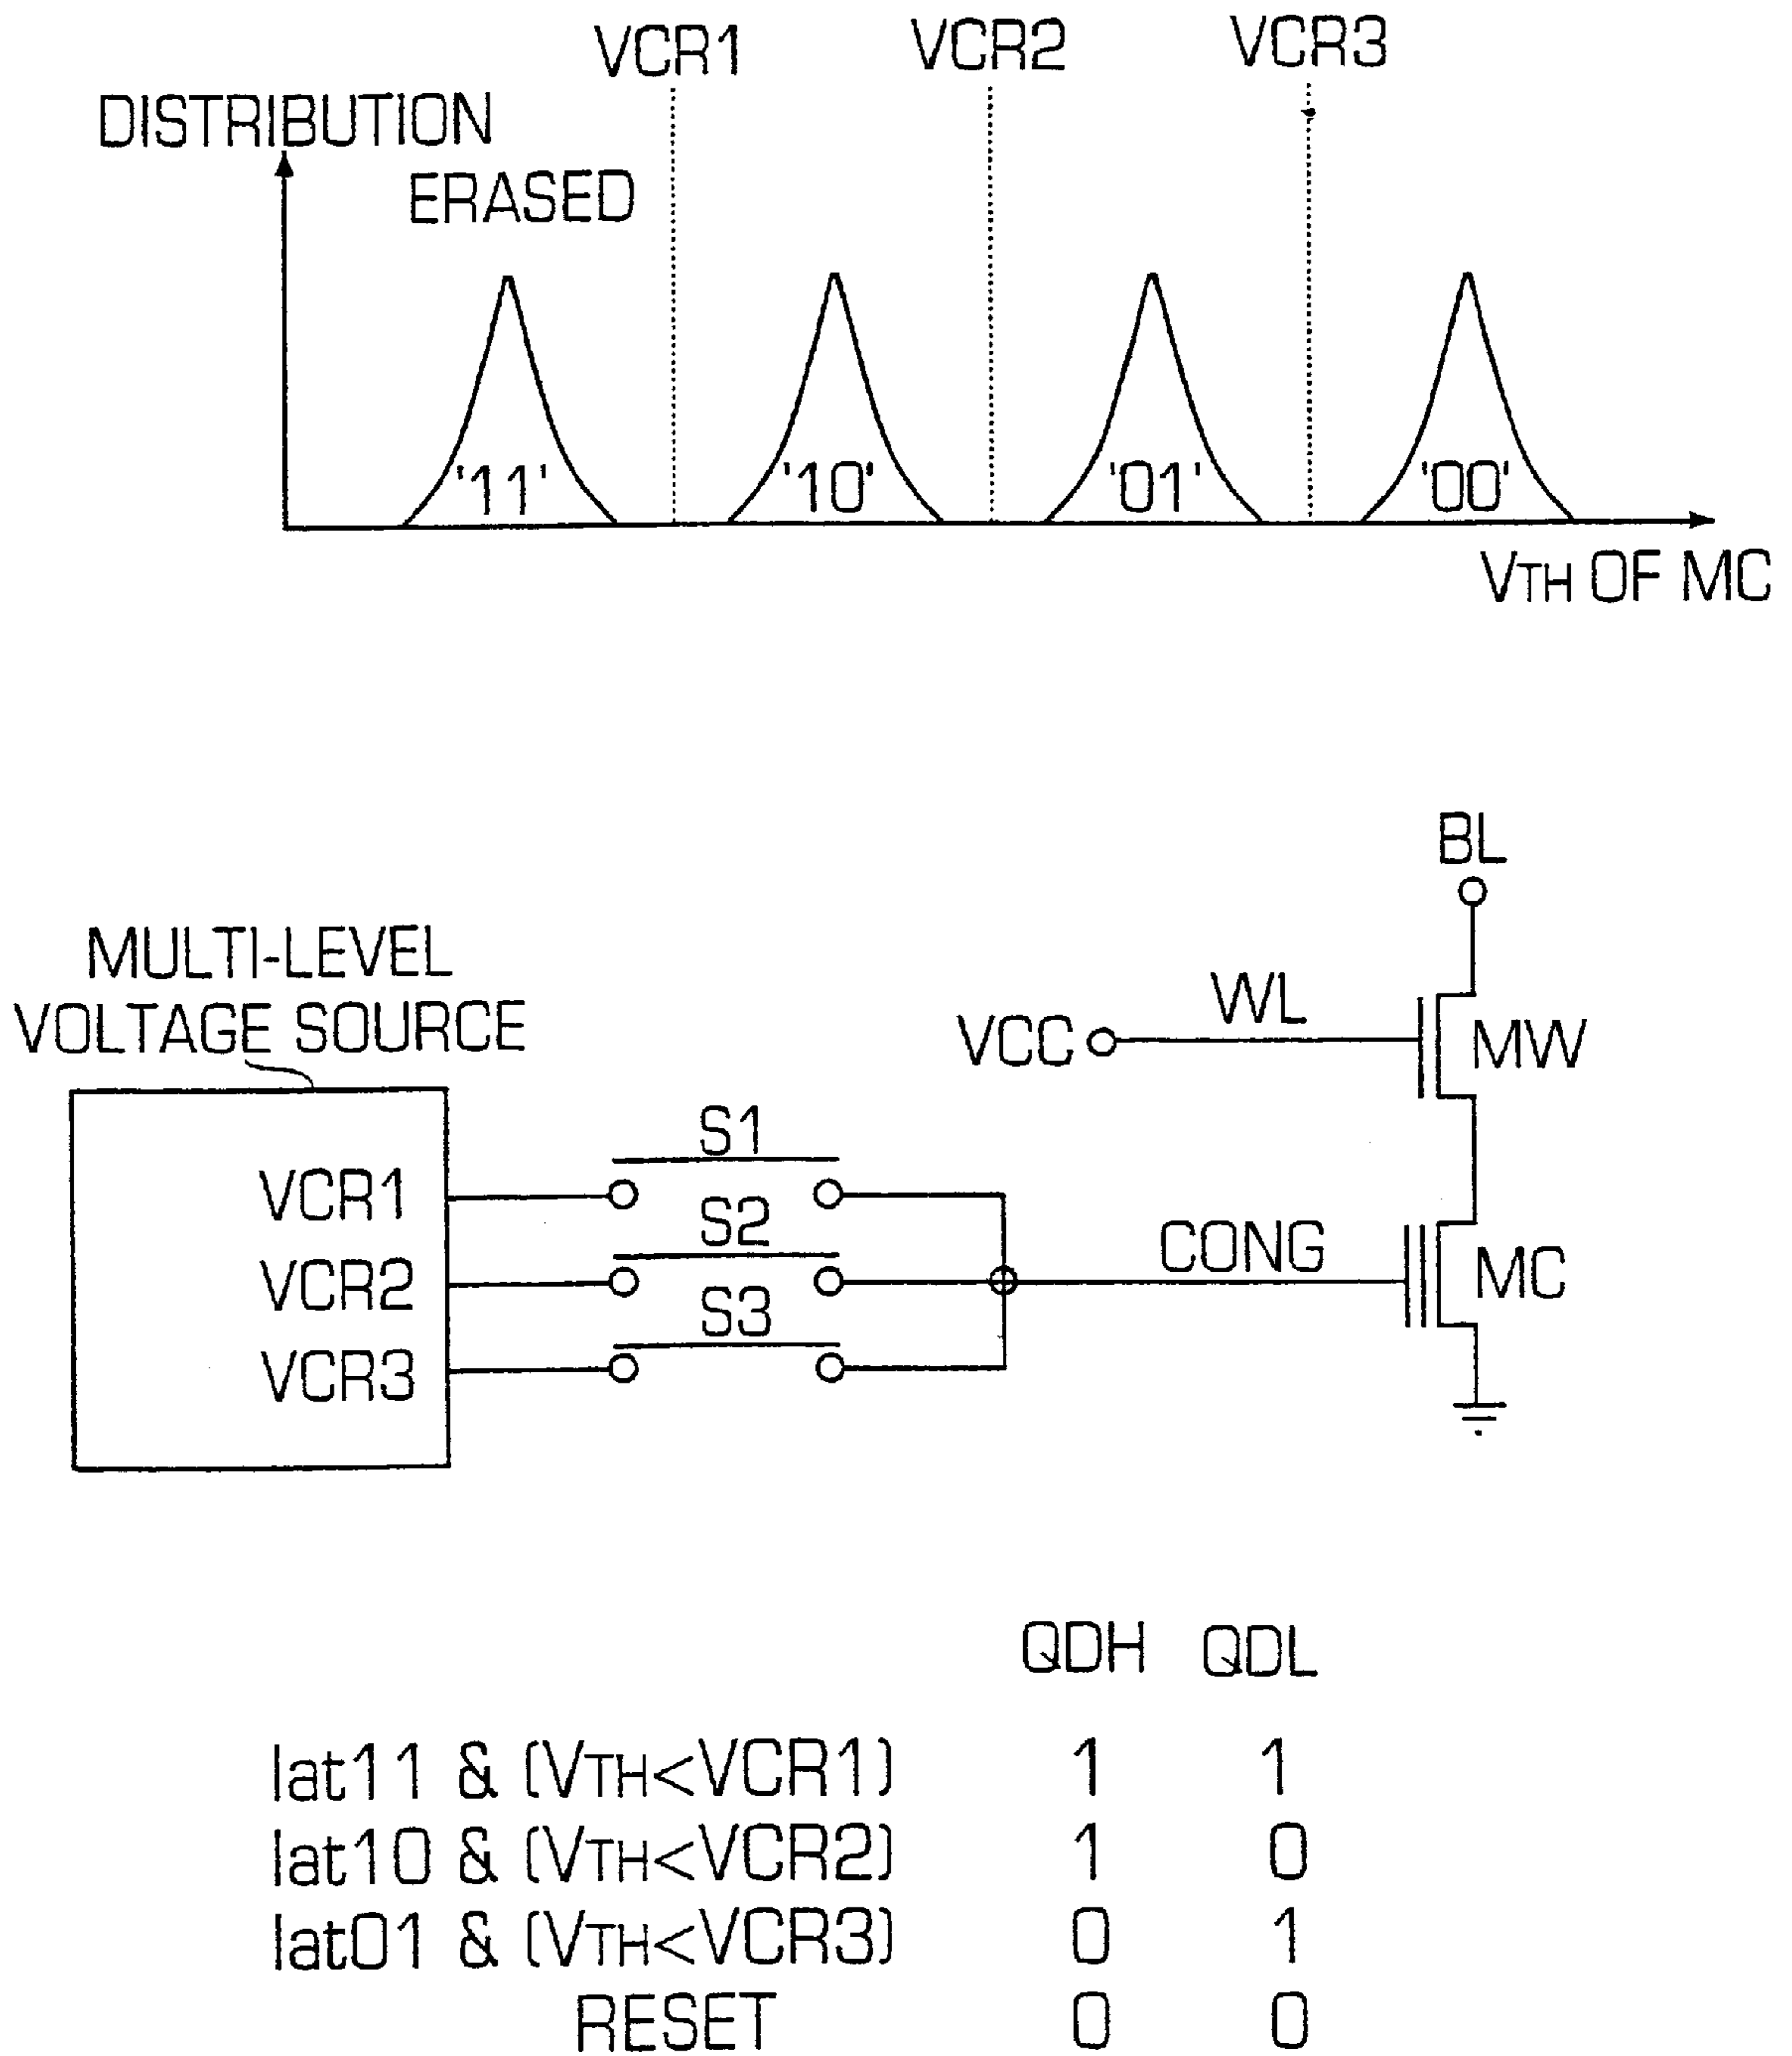 VCR1 VCR2 VCR3
DISTRIBUTION
ERASED
'11' '10' '01' '00'
VTH OF MC
BL
MULTI-LEVEL
VOLTAGE SOURCE
VCC WL MW
S1
VCR1
S2
VCR2 CONG MC
S3
VCR3
QDH QDL
lat11 & (VTH<VCR1) 1 1
lat10 & (VTH<VCR2) 1 0
lat01 & (VTH<VCR3) 0 1
RESET 0 0